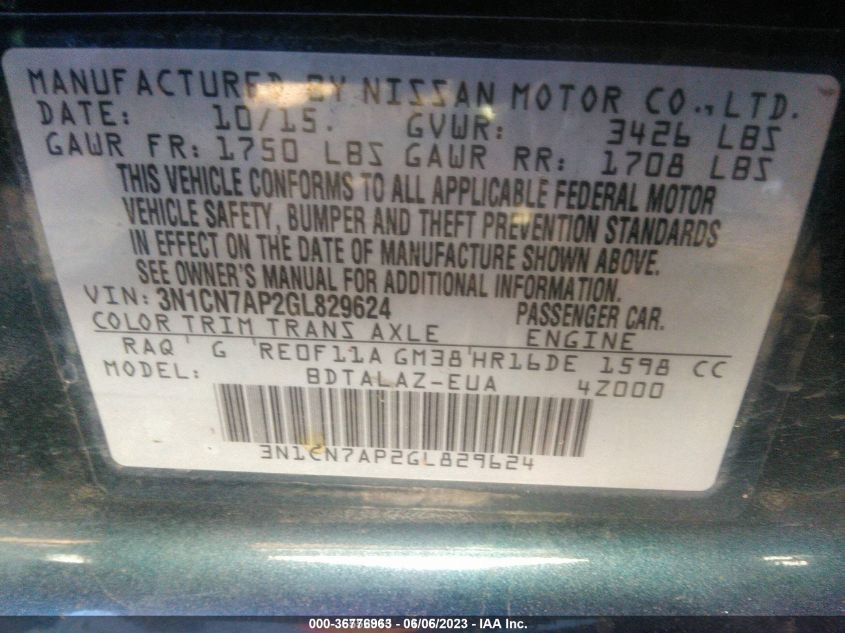 MANUFACTURED BY NISSAN MOTOR CO., LTD.
DATE: 10/15. GVWR: 3426 LBS
GAWR FR: 1750 LBS GAWR RR: 1708 LBS
THIS VEHICLE CONFORMS TO ALL APPLICABLE FEDERAL MOTOR
VEHICLE SAFETY, BUMPER AND THEFT PREVENTION STANDARDS
IN EFFECT ON THE DATE OF MANUFACTURE SHOWN ABOVE.
SEE OWNER'S MANUAL FOR ADDITIONAL INFORMATION.
VIN: 3N1CN7AP2GL829624 PASSENGER CAR.
COLOR TRIM TRANS AXLE ENGINE
RAQ G RE0F11A GM38 HR16DE 1598 CC
MODEL: BDTALAZ-EUA 4Z000
3N1CN7AP2GL829624
000-36776963 - 06/06/2023 - IAA Inc.